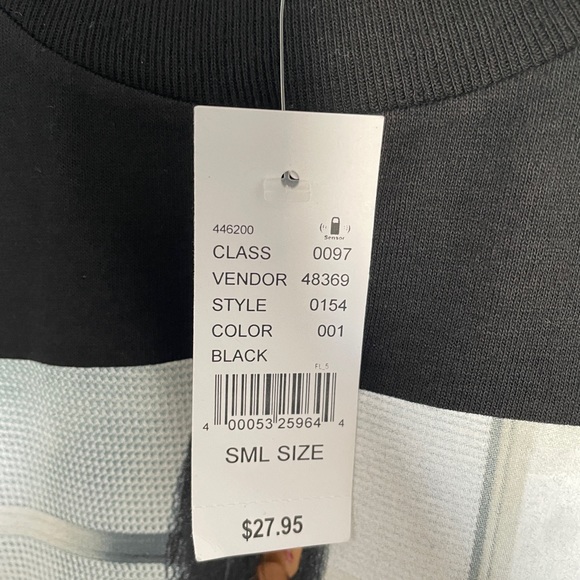 446200
Sensor
CLASS 0097
VENDOR 48369
STYLE 0154
COLOR 001
BLACK
FL_5
4 00053 25964 4
SML SIZE
$27.95